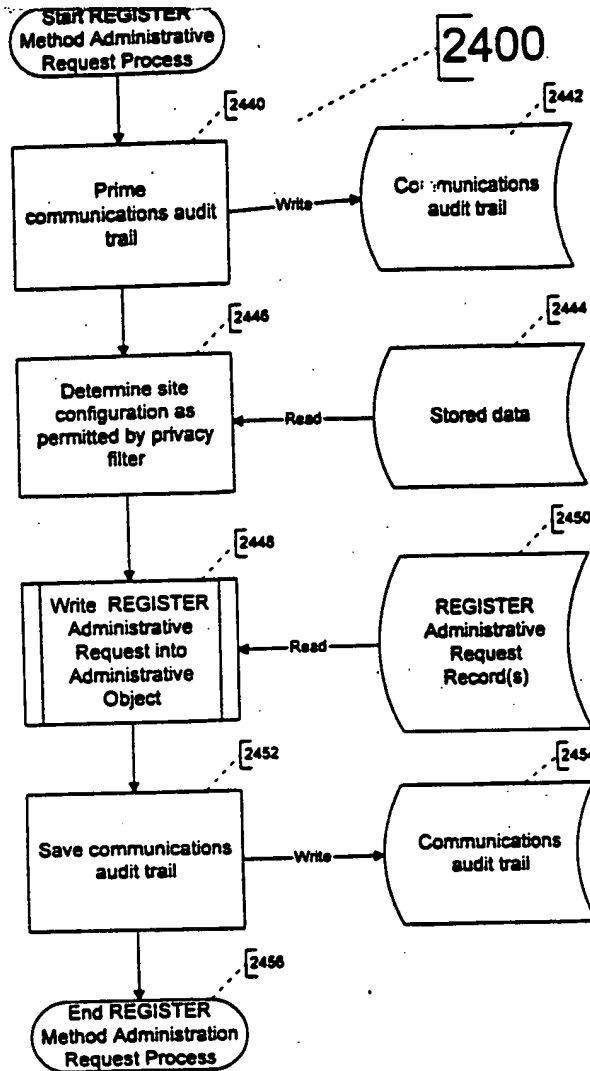 Start REGISTER
Method Administrative
Request Process
2400
2440
2442
Prime
communications audit
trail
Write
Communications
audit trail
2446
2444
Determine site
configuration as
permitted by privacy
filter
Read
Stored data
2448
2450
Write REGISTER
Administrative
Request into
Administrative
Object
Read
REGISTER
Administrative
Request
Record(s)
2452
2454
Save communications
audit trail
Write
Communications
audit trail
2456
End REGISTER
Method Administration
Request Process